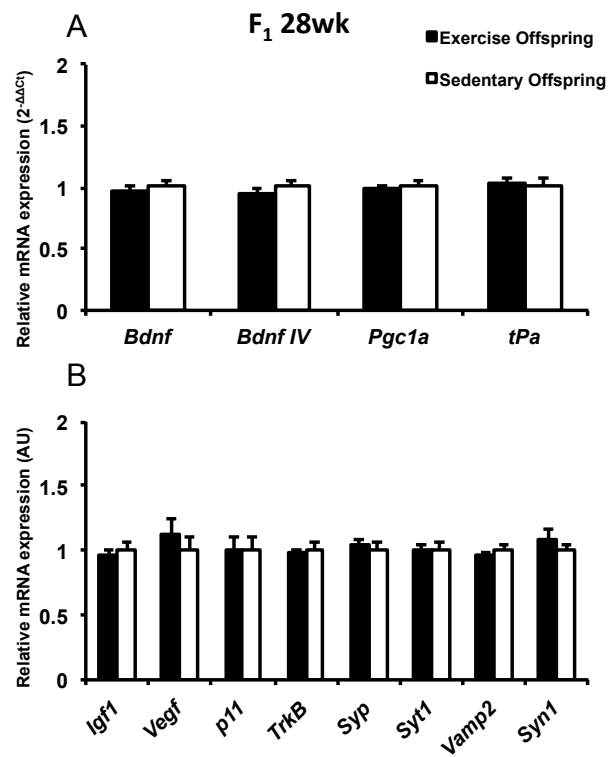 A
F₁ 28wk
Exercise Offspring
Sedentary Offspring
Relative mRNA expression (2^-ΔΔCt)
2
1.5
1
0.5
0
Bdnf
Bdnf IV
Pgc1a
tPa
B
Relative mRNA expression (AU)
2
1.5
1
0.5
0
Igf1
Vegf
p11
TrkB
Syp
Syt1
Vamp2
Syn1